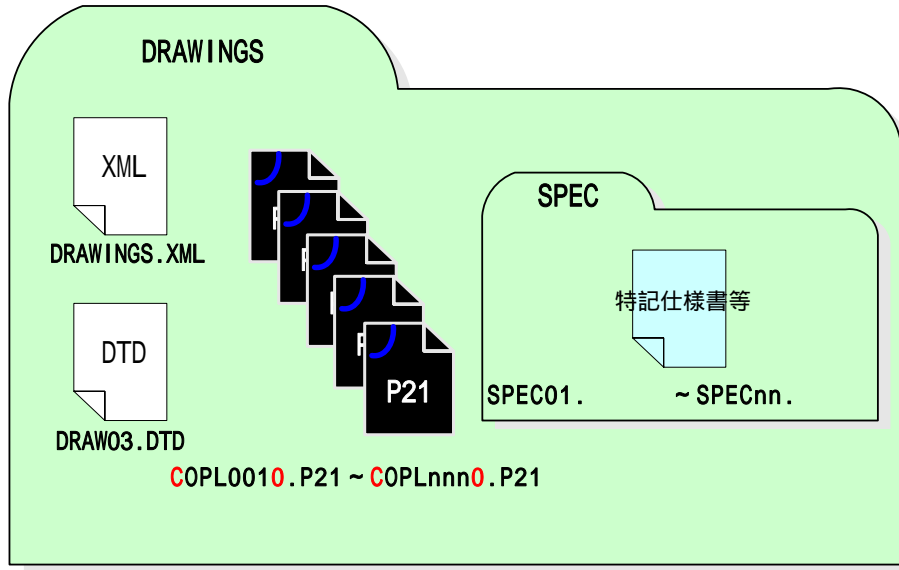 DRAWINGS
XML
DRAWINGS.XML
DTD
DRAW03.DTD
P21
COPL0010.P21～COPLnnn0.P21
SPEC
特記仕様書等
SPEC01. ～SPECnn.